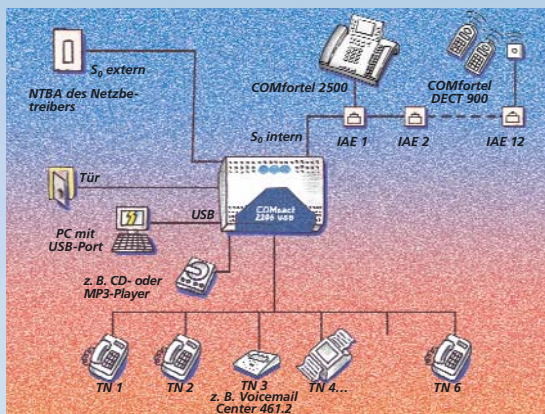 S₀ extern
NTBA des Netzbe-
treibers
COMfortel 2500
COMfortel
DECT 900
S₀ intern
IAE 1
IAE 2
IAE 12
Tür
COMpact
2206 USB
USB
PC mit
USB-Port
z. B. CD- oder
MP3-Player
TN 1
TN 2
TN 3
z. B. Voicemail
Center 461.2
TN 4...
TN 6